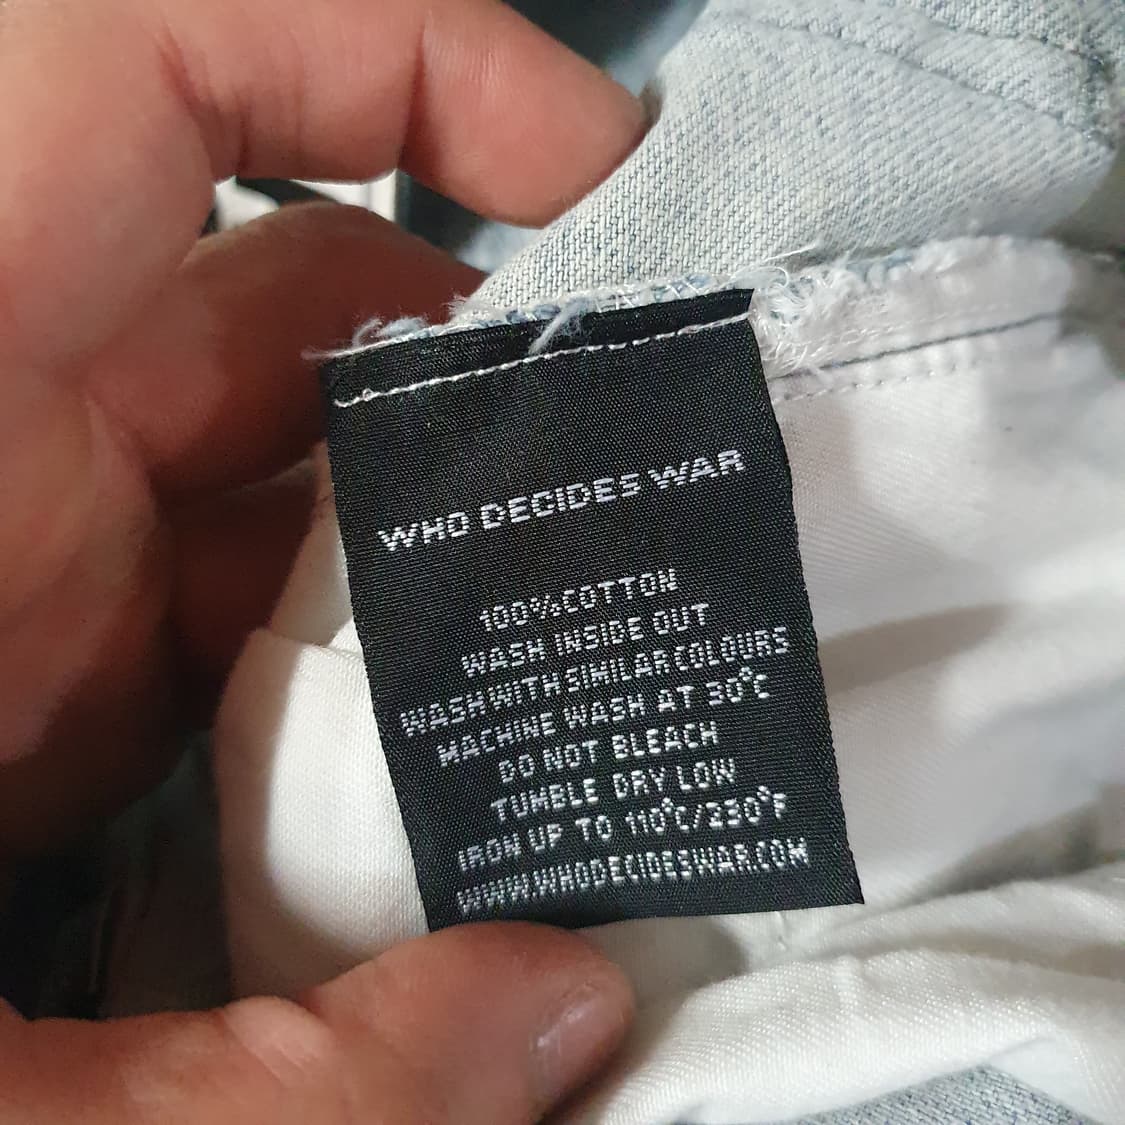 WHO DECIDES WAR
100% COTTON
WASH INSIDE OUT
WASH WITH SIMILAR COLOURS
MACHINE WASH AT 30°C
DO NOT BLEACH
TUMBLE DRY LOW
IRON UP TO 110°C/230°F
WWW.WHODECIDESWAR.COM